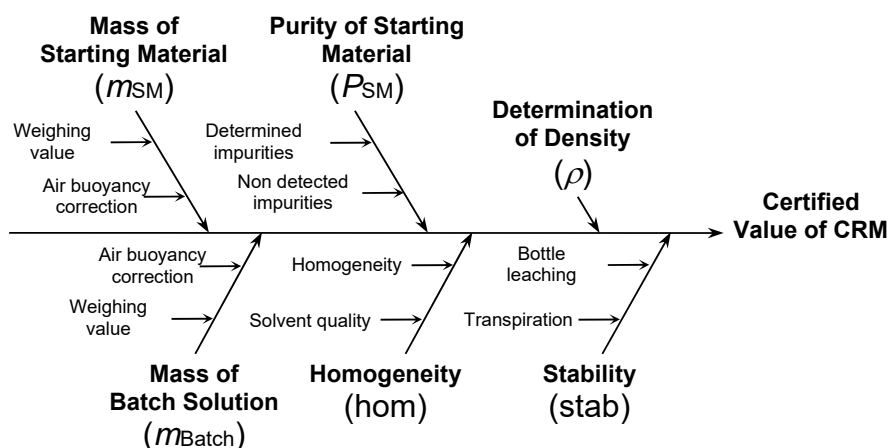 Mass of
Starting Material
(mSM)
Purity of Starting
Material
(PSM)
Determination
of Density
(ρ)
Weighing
value
Air buoyancy
correction
Determined
impurities
Non detected
impurities
Certified
Value of CRM
Air buoyancy
correction
Weighing
value
Homogeneity
Solvent quality
Bottle
leaching
Transpiration
Mass of
Batch Solution
(mBatch)
Homogeneity
(hom)
Stability
(stab)